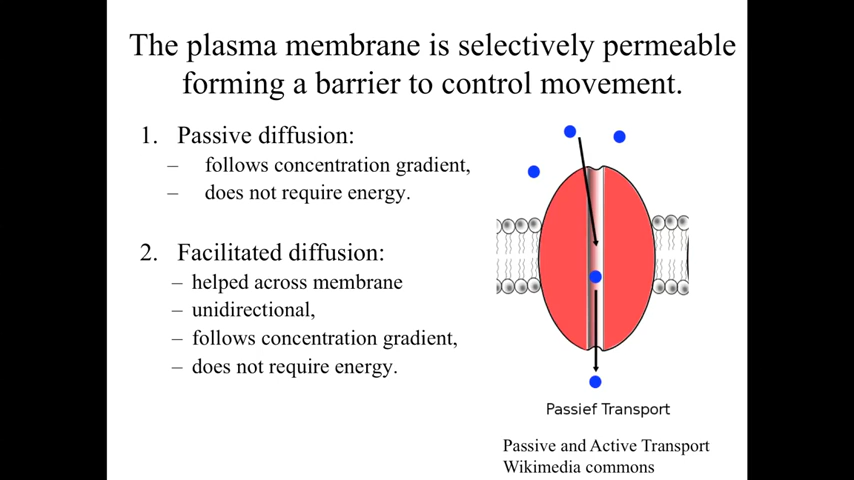 The plasma membrane is selectively permeable
forming a barrier to control movement.
1. Passive diffusion:
– follows concentration gradient,
– does not require energy.
2. Facilitated diffusion:
– helped across membrane
– unidirectional,
– follows concentration gradient,
– does not require energy.
Passief Transport
Passive and Active Transport
Wikimedia commons